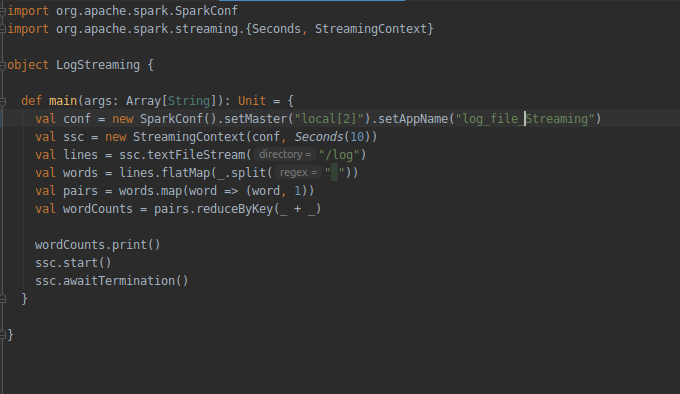 import org.apache.spark.SparkConf
import org.apache.spark.streaming.{Seconds, StreamingContext}
object LogStreaming {
def main(args: Array[String]): Unit = {
val conf = new SparkConf().setMaster("local[2]").setAppName("log_file Streaming")
val ssc = new StreamingContext(conf, Seconds(10))
val lines = ssc.textFileStream( directory = "/log")
val words = lines.flatMap(_.split( regex = " "))
val pairs = words.map(word => (word, 1))
val wordCounts = pairs.reduceByKey(_ + _)
wordCounts.print()
ssc.start()
ssc.awaitTermination()
}
}